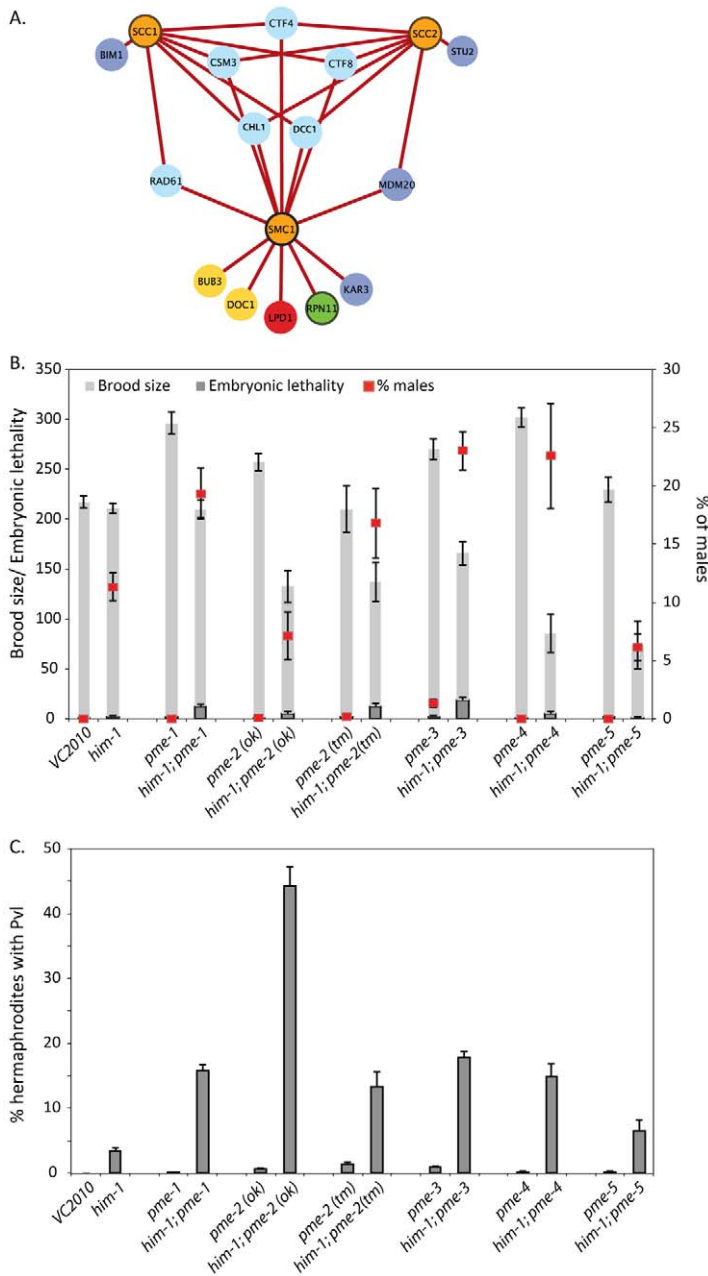 A.
SCC1
CTF4
SCC2
BIM1
CSM3
CTF8
STU2
CHL1
DCC1
RAD61
MDM20
SMC1
BUB3
DOC1
LPD1
RPN11
KAR3
B.
350
300
250
200
150
100
50
0
Brood size/ Embryonic lethality
Brood size
Embryonic lethality
% males
30
25
20
15
10
5
0
% of males
VC2010
him-1
pme-1
him-1; pme-1
pme-2 (ok)
him-1; pme-2 (ok)
pme-2 (tm)
him-1; pme-2(tm)
pme-3
him-1; pme-3
pme-4
him-1; pme-4
pme-5
him-1; pme-5
C.
50
40
30
20
10
0
% hermaphrodites with Pvl
VC2010
him-1
pme-1
him-1; pme-1
pme-2 (ok)
him-1; pme-2 (ok)
pme-2 (tm)
him-1; pme-2(tm)
pme-3
him-1; pme-3
pme-4
him-1; pme-4
pme-5
him-1; pme-5